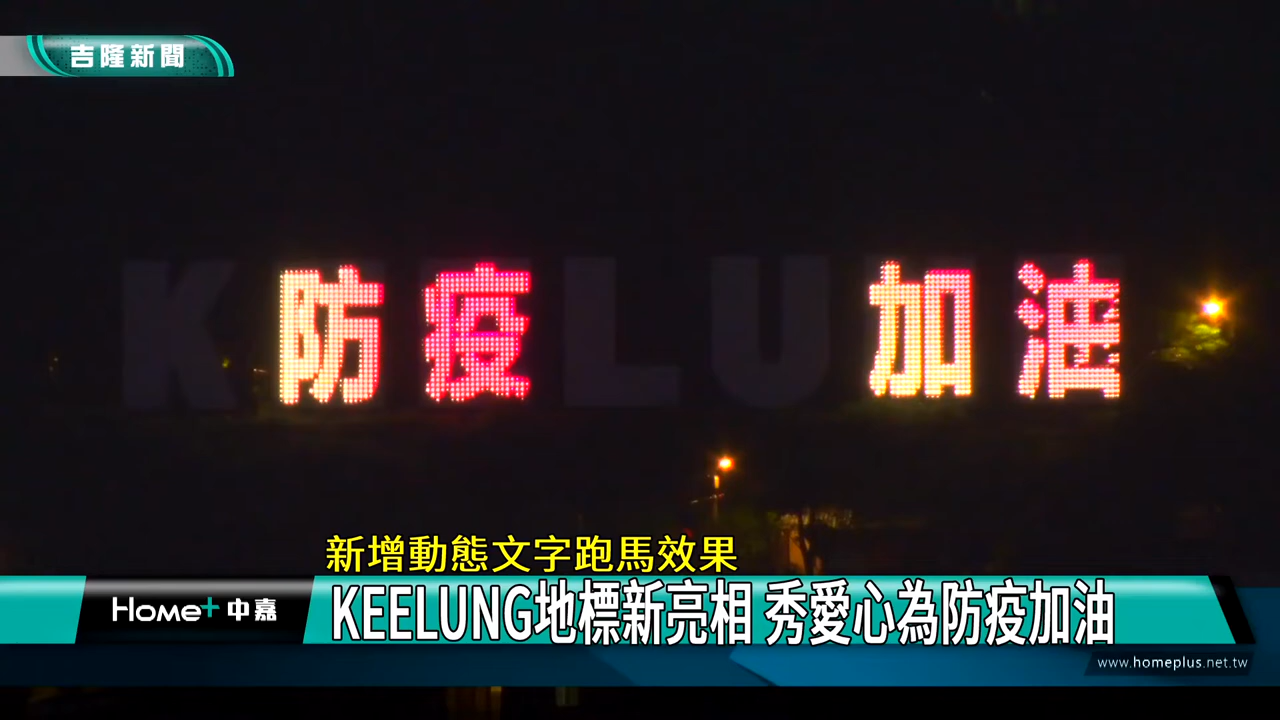 吉隆新聞
KEELUNG
防疫 加油
新增動態文字跑馬效果
Home+中嘉
KEELUNG地標新亮相 秀愛心為防疫加油
www.homeplus.net.tw